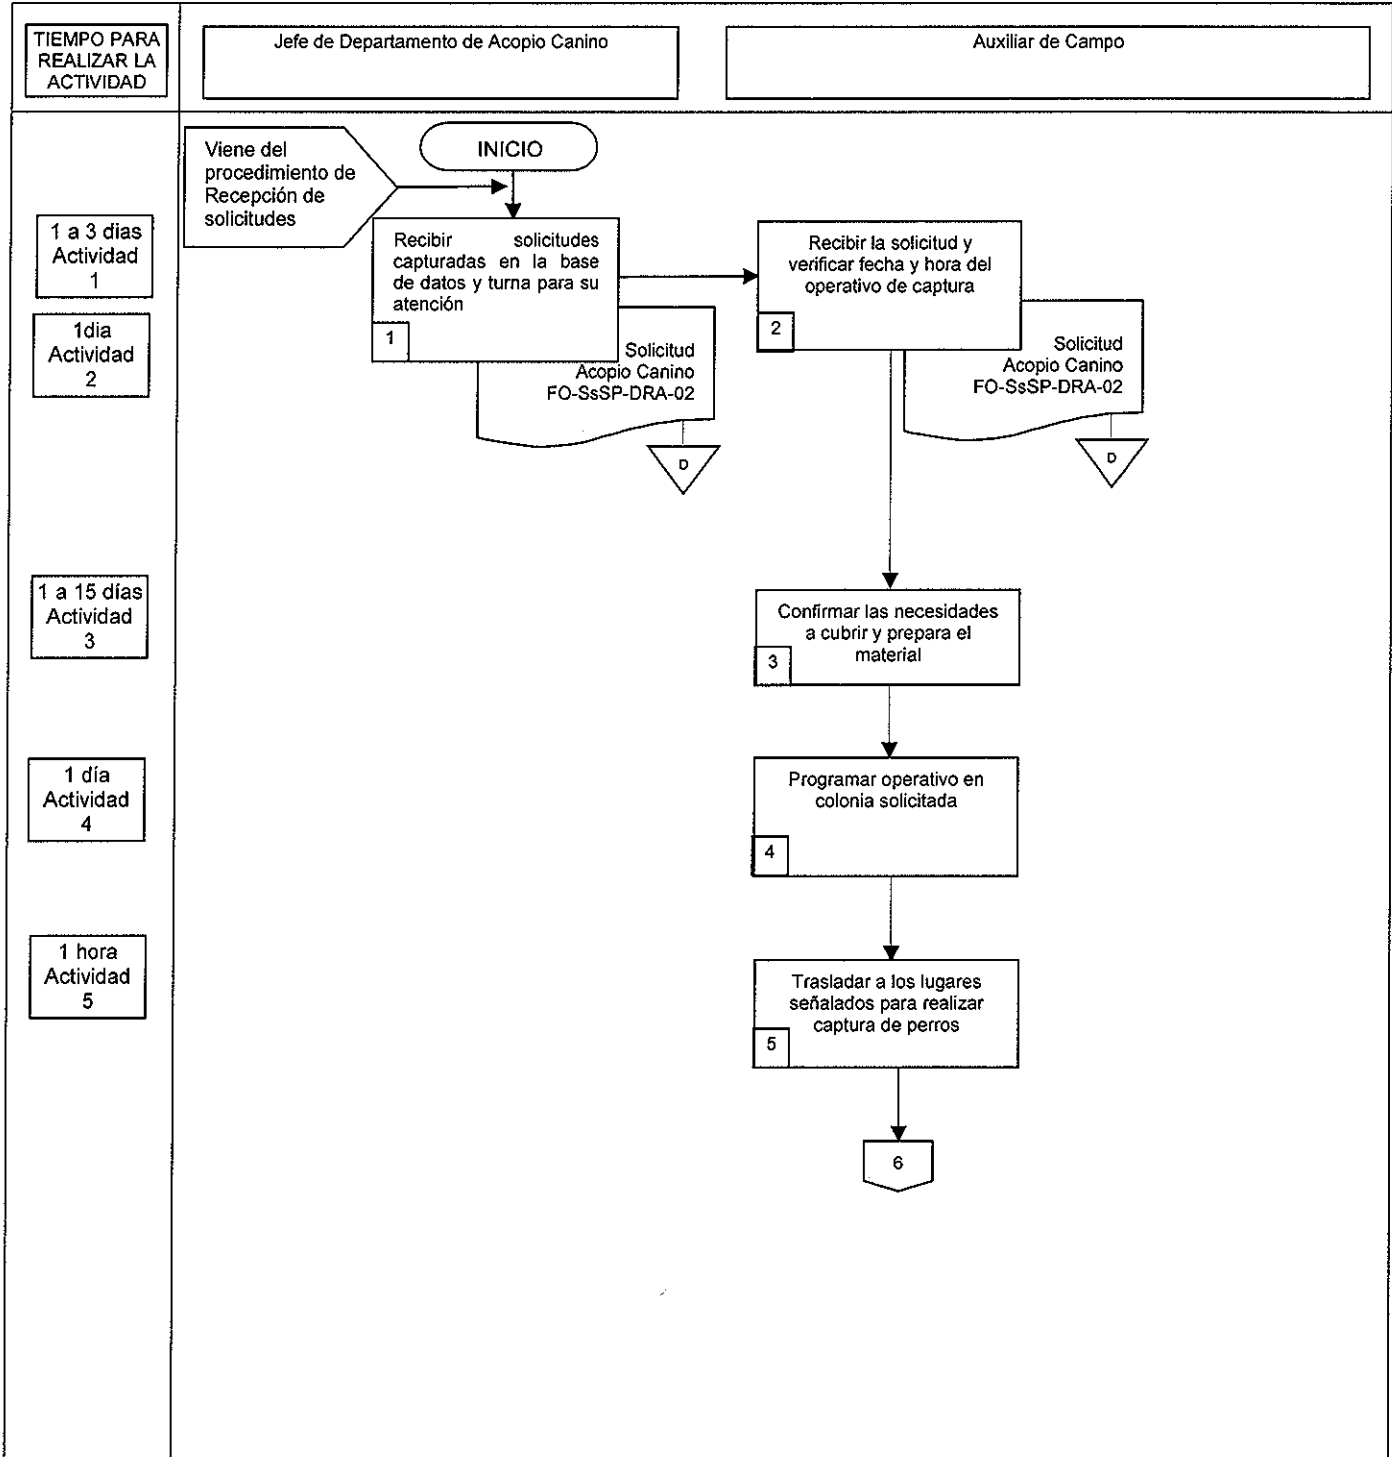 TIEMPO PARA
REALIZAR LA
ACTIVIDAD
Jefe de Departamento de Acopio Canino
Auxiliar de Campo
Viene del
procedimiento de
Recepción de
solicitudes
INICIO
1 a 3 dias
Actividad
1
Recibir solicitudes
capturadas en la base
de datos y turna para su
atención
1
Recibir la solicitud y
verificar fecha y hora del
operativo de captura
2
1dia
Actividad
2
Solicitud
Acopio Canino
FO-SsSP-DRA-02
D
Solicitud
Acopio Canino
FO-SsSP-DRA-02
D
1 a 15 días
Actividad
3
Confirmar las necesidades
a cubrir y prepara el
material
3
1 día
Actividad
4
Programar operativo en
colonia solicitada
4
1 hora
Actividad
5
Trasladar a los lugares
señalados para realizar
captura de perros
5
6